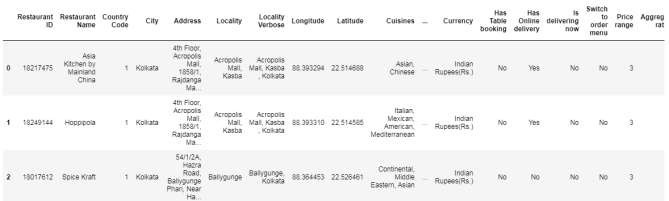 Restaurant ID Restaurant Name Country Code City Address Locality Locality Verbose Longitude Latitude Cuisines ... Currency Has Table booking Has Online delivery Is delivering now Switch to order menu Price range Aggreg rat
0 18217475 Asia Kitchen by Mainland China 1 Kolkata 4th Floor, Acropolis Mall, 1858/1, Rajdanga Ma... Acropolis Mall, Kasba Acropolis Mall, Kasba , Kolkata 88.393294 22.514688 Asian, Chinese ... Indian Rupees(Rs.) No Yes No No 3
1 18249144 Hoppipola 1 Kolkata 4th Floor, Acropolis Mall, 1858/1, Rajdanga Ma... Acropolis Mall, Kasba Acropolis Mall, Kasba , Kolkata 88.393310 22.514565 Italian, Mexican, American, Mediterranean ... Indian Rupees(Rs.) No Yes No No 3
2 18017612 Spice Kraft 1 Kolkata 54/1/2A, Hazra Road, Ballygunge Phari, Near Ha... Ballygunge Ballygunge, Kolkata 88.364453 22.526461 Continental, Middle Eastern, Asian ... Indian Rupees(Rs.) No No No No 3